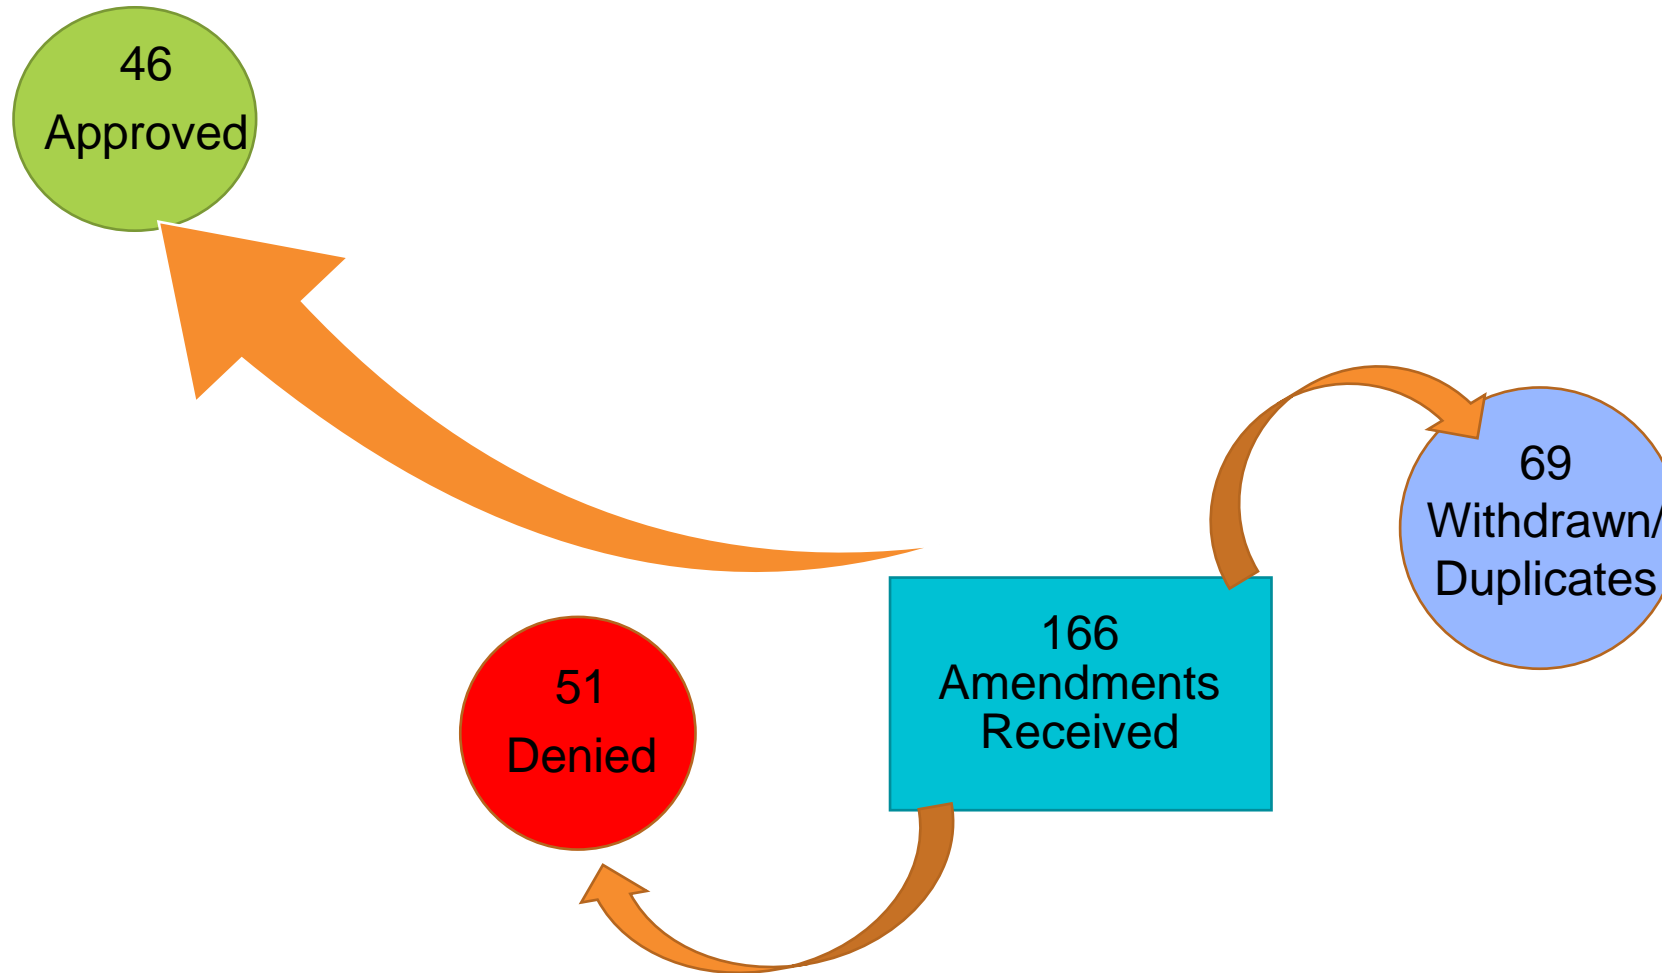 46
Approved
69
Withdrawn/
Duplicates
166
Amendments
Received
51
Denied